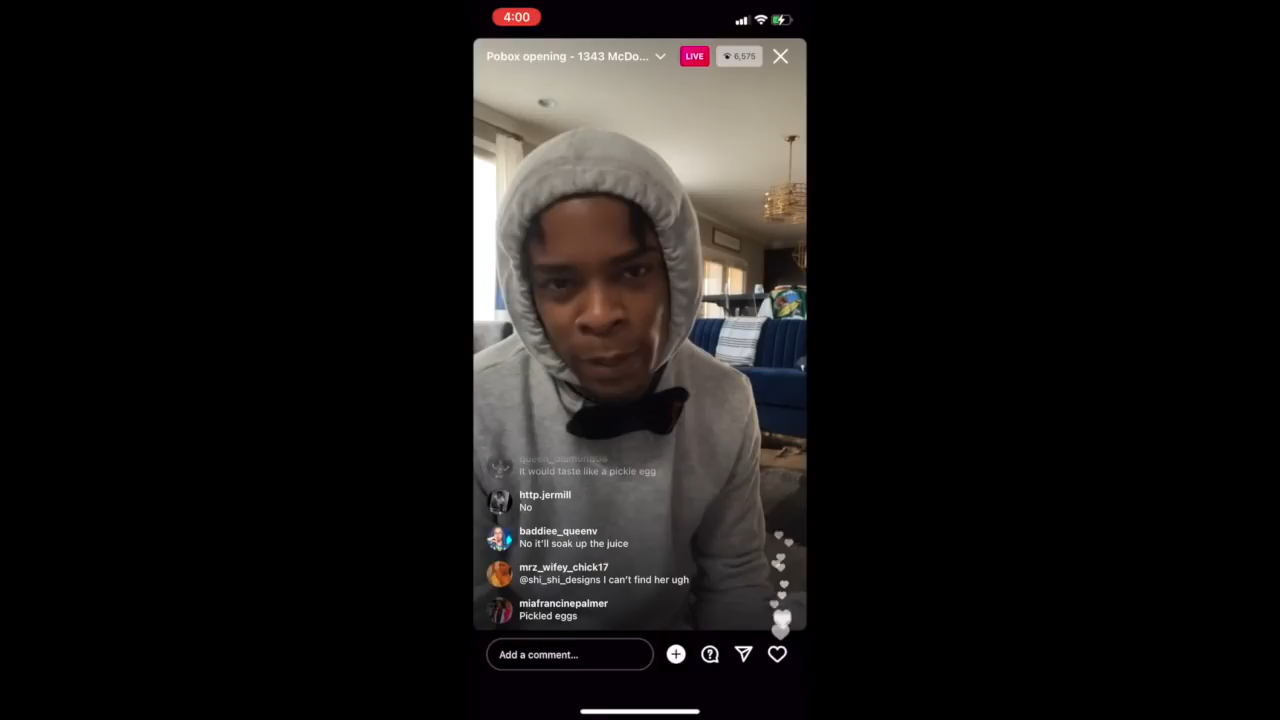 4:00
Pobox opening - 1343 McDo...
LIVE
6,575
It would taste like a pickle egg
http.jermill
No
baddiee_queenv
No it'll soak up the juice
mrz_wifey_chick17
@shi_shi_designs I can't find her ugh
miafrancinepalmer
Pickled eggs
Add a comment...